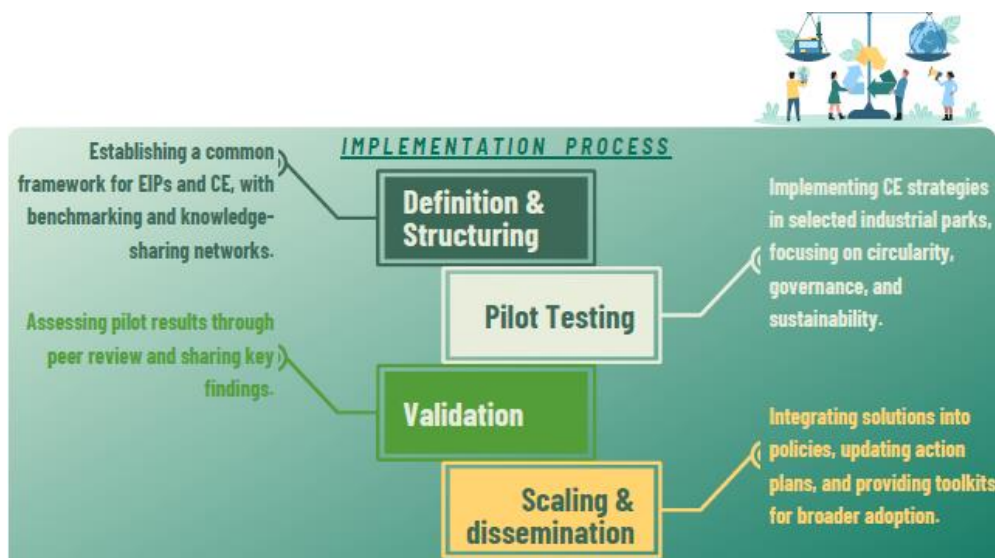 IMPLEMENTATION PROCESS
Establishing a common
framework for EIPs and CE, with
benchmarking and knowledge-
sharing networks.
Definition &
Structuring
Implementing CE strategies
in selected industrial parks,
focusing on circularity,
governance, and
sustainability.
Pilot Testing
Assessing pilot results through
peer review and sharing key
findings.
Validation
Integrating solutions into
policies, updating action
plans, and providing toolkits
for broader adoption.
Scaling &
dissemination